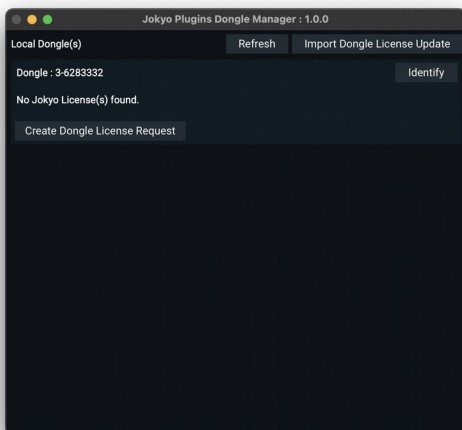 Jokyo Plugins Dongle Manager : 1.0.0
Local Dongle(s) Refresh Import Dongle License Update
Dongle : 3-6283332 Identify
No Jokyo License(s) found.
Create Dongle License Request